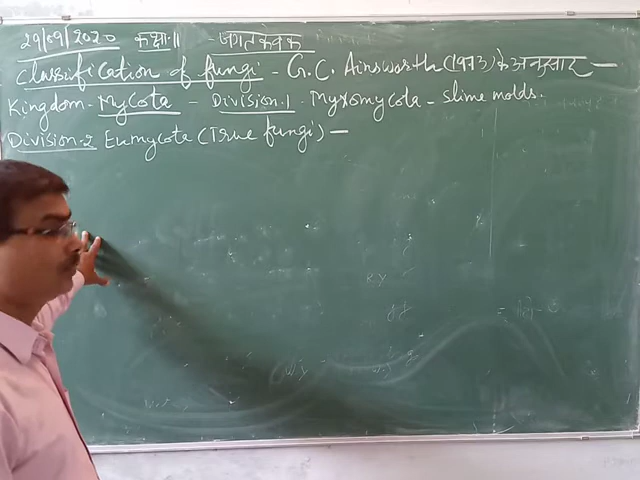 29/09/2020 कक्षा 11 - जगत कवक
Classification of fungi - G.C. Ainsworth (1973) के अनुसार -
Kingdom - Mycota - Division.1 - Myxomycota - Slime molds.
Division-2 Eumycota (True fungi) -